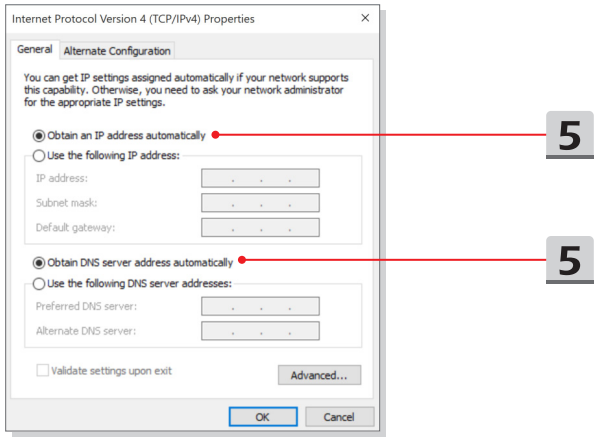 Internet Protocol Version 4 (TCP/IPv4) Properties
General Alternate Configuration
You can get IP settings assigned automatically if your network supports
this capability. Otherwise, you need to ask your network administrator
for the appropriate IP settings.
Obtain an IP address automatically
5
Use the following IP address:
IP address:
Subnet mask:
Default gateway:
Obtain DNS server address automatically
5
Use the following DNS server addresses:
Preferred DNS server:
Alternate DNS server:
Validate settings upon exit
Advanced...
OK Cancel